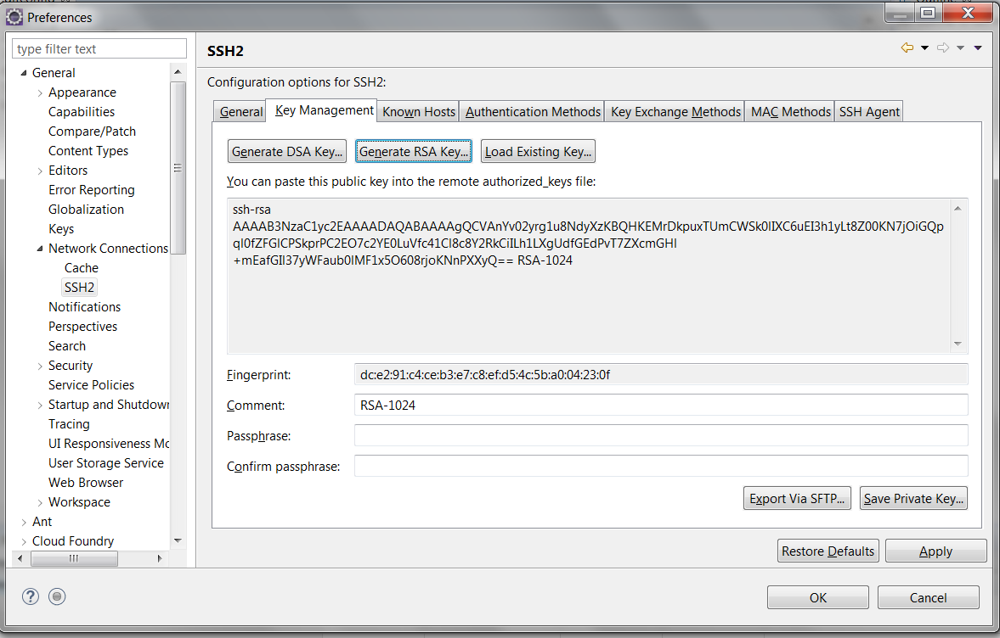 Preferences
type filter text
General
Appearance
Capabilities
Compare/Patch
Content Types
Editors
Error Reporting
Globalization
Keys
Network Connections
Cache
SSH2
Notifications
Perspectives
Search
Security
Service Policies
Startup and Shutdown
Tracing
UI Responsiveness Mo
User Storage Service
Web Browser
Workspace
Ant
Cloud Foundry
SSH2
Configuration options for SSH2:
General Key Management Known Hosts Authentication Methods Key Exchange Methods MAC Methods SSH Agent
Generate DSA Key... Generate RSA Key... Load Existing Key...
You can paste this public key into the remote authorized_keys file:
ssh-rsa
AAAAB3NzaC1yc2EAAAADAQABAAAAgQCVAnYv02yrg1u8NdyXzKBQHKEMrDkpuxTUmCWSk0lIXC6uEI3h1yLt8Z00KN7jOiGQp
qI0fZFGlCPSkprPC2EO7c2YE0LuVfc41Cl8c8Y2RkCiILh1LXgUdfGEdPvT7ZXcmGHl
+mEafGIl37yWFaub0lMF1x5O608rjoKNnPXXyQ== RSA-1024
Fingerprint: dc:e2:91:c4:ce:b3:e7:c8:ef:d5:4c:5b:a0:04:23:0f
Comment: RSA-1024
Passphrase:
Confirm passphrase:
Export Via SFTP... Save Private Key...
Restore Defaults Apply
OK Cancel